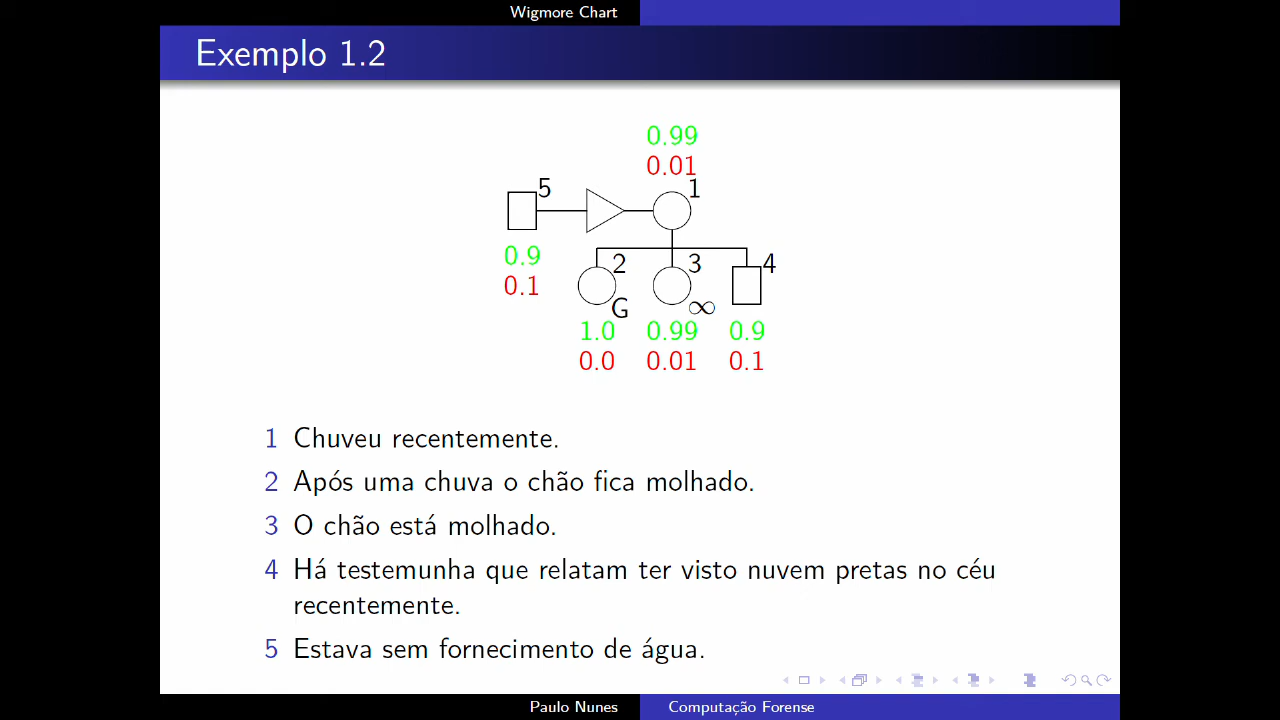 Wigmore Chart
Exemplo 1.2
0.99
0.01
5
1
0.9
0.1
2
3
4
G
∞
1.0
0.99
0.9
0.0
0.01
0.1
1 Chuveu recentemente.
2 Após uma chuva o chão fica molhado.
3 O chão está molhado.
4 Há testemunha que relatam ter visto nuvem pretas no céu
recentemente.
5 Estava sem fornecimento de água.
Paulo Nunes
Computação Forense